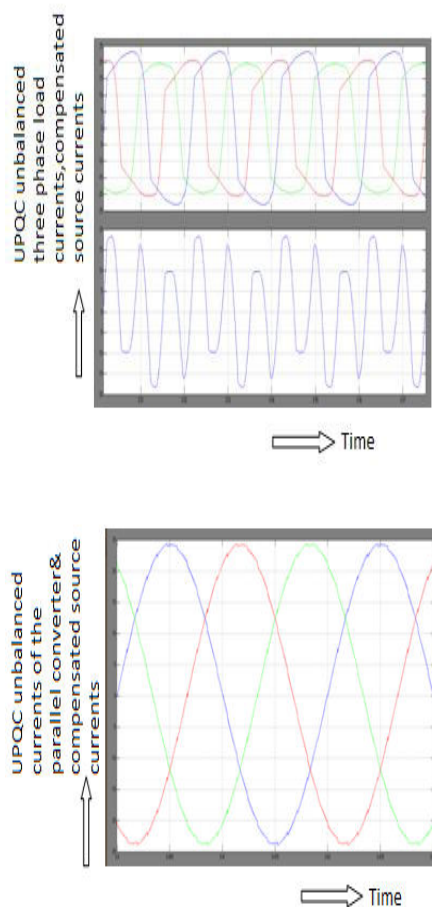 UPQC unbalanced
three phase load
currents,compensated
source currents
Time
UPQC unbalanced
currents of the
parallel converter&
compensated source
currents
Time